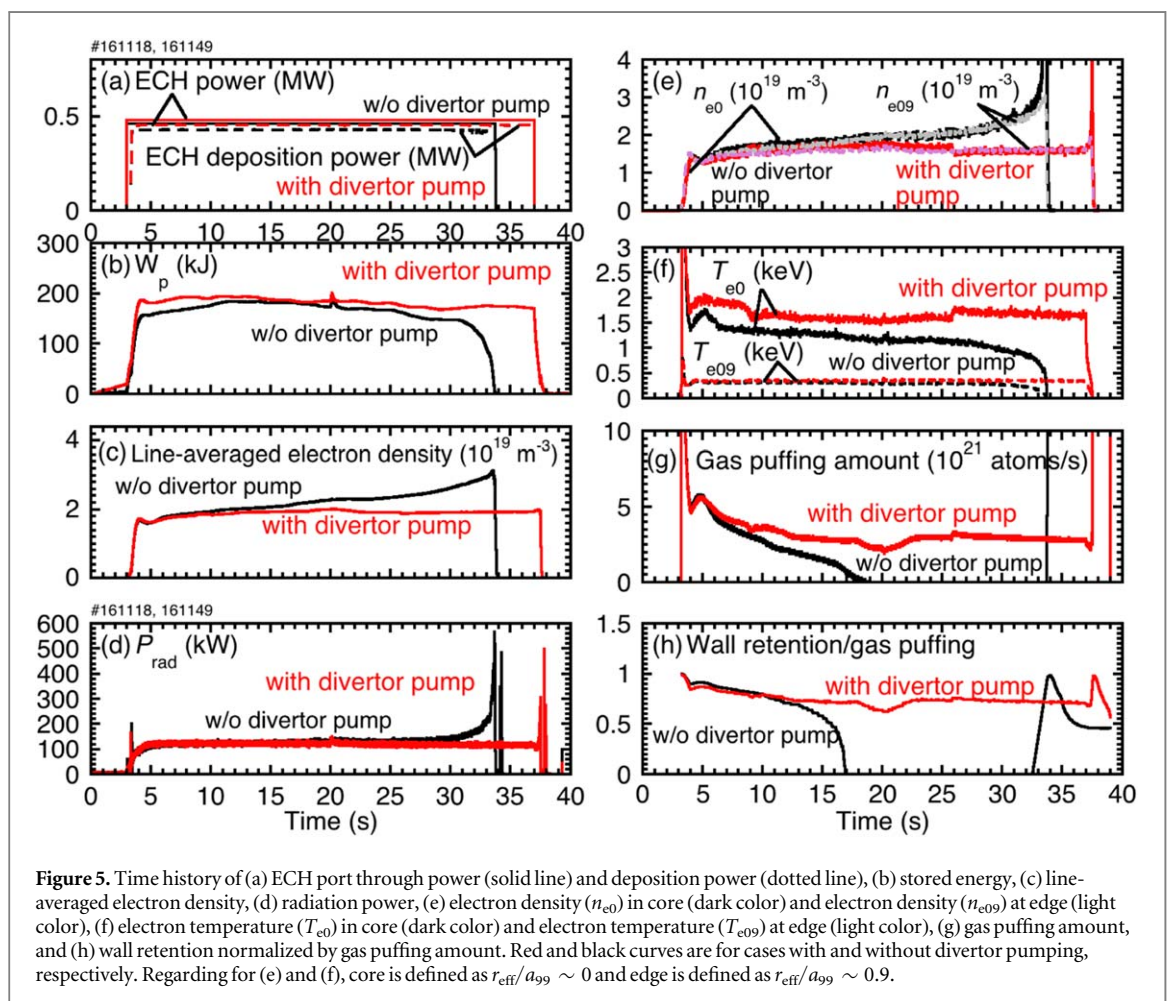 #161118, 161149
(a) ECH power (MW)
w/o divertor pump
0.5
ECH deposition power (MW)
with divertor pump
0
0 5 10 15 20 25 30 35 40
300
(b) W_p (kJ)
with divertor pump
200
w/o divertor pump
100
0
4
(c) Line-averaged electron density (10^19 m^-3)
w/o divertor pump
2
with divertor pump
0
#161118, 161149
600
(d) P_rad (kW)
500
with divertor pump
400
300
w/o divertor pump
200
100
0
0 10 20 30 40
Time (s)
4
(e) n_e0 (10^19 m^-3) n_e09 (10^19 m^-3)
3
2
w/o divertor pump
with divertor pump
1
0
3
(f) T_e0 (keV)
2.5
with divertor pump
2
1.5
1
w/o divertor pump
T_e09 (keV)
0.5
0
10
(g) Gas puffing amount (10^21 atoms/s)
with divertor pump
5
w/o divertor pump
0
1.5
(h) Wall retention/gas puffing
1
with divertor pump
0.5
w/o divertor pump
0
0 5 10 15 20 25 30 35 40
Time (s)
Figure 5. Time history of (a) ECH port through power (solid line) and deposition power (dotted line), (b) stored energy, (c) line-
averaged electron density, (d) radiation power, (e) electron density (n_e0) in core (dark color) and electron density (n_e09) at edge (light
color), (f) electron temperature (T_e0) in core (dark color) and electron temperature (T_e09) at edge (light color), (g) gas puffing amount,
and (h) wall retention normalized by gas puffing amount. Red and black curves are for cases with and without divertor pumping,
respectively. Regarding for (e) and (f), core is defined as r_eff/a_99 ∼ 0 and edge is defined as r_eff/a_99 ∼ 0.9.